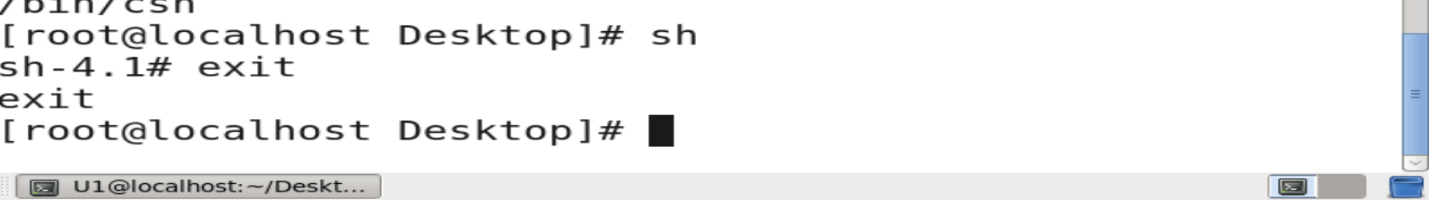 /bin/csh
[root@localhost Desktop]# sh
sh-4.1# exit
exit
[root@localhost Desktop]#
U1@localhost:~/Deskt...